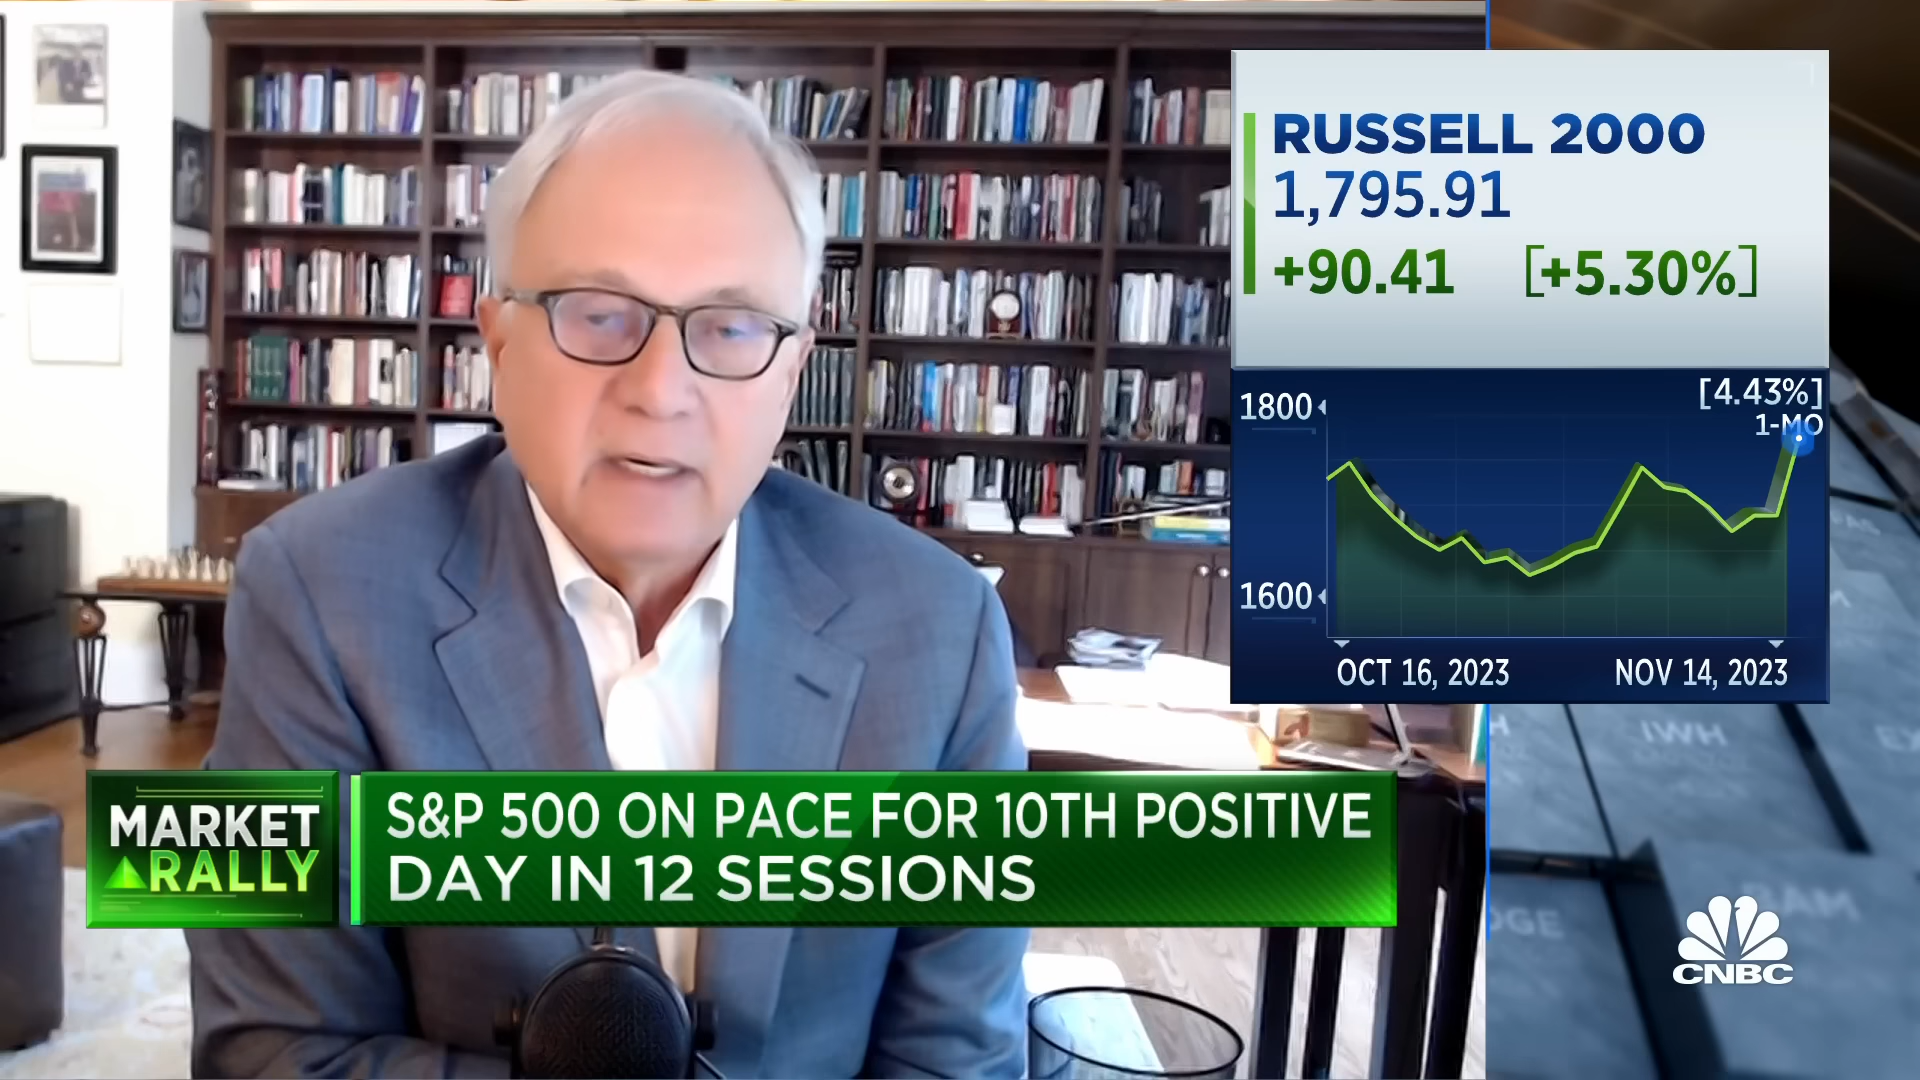 RUSSELL 2000
1,795.91
+90.41 [+5.30%]
[4.43%]
1-MO
1800
1600
OCT 16, 2023 NOV 14, 2023
MARKET
RALLY
S&P 500 ON PACE FOR 10TH POSITIVE
DAY IN 12 SESSIONS
IWH
CNBC